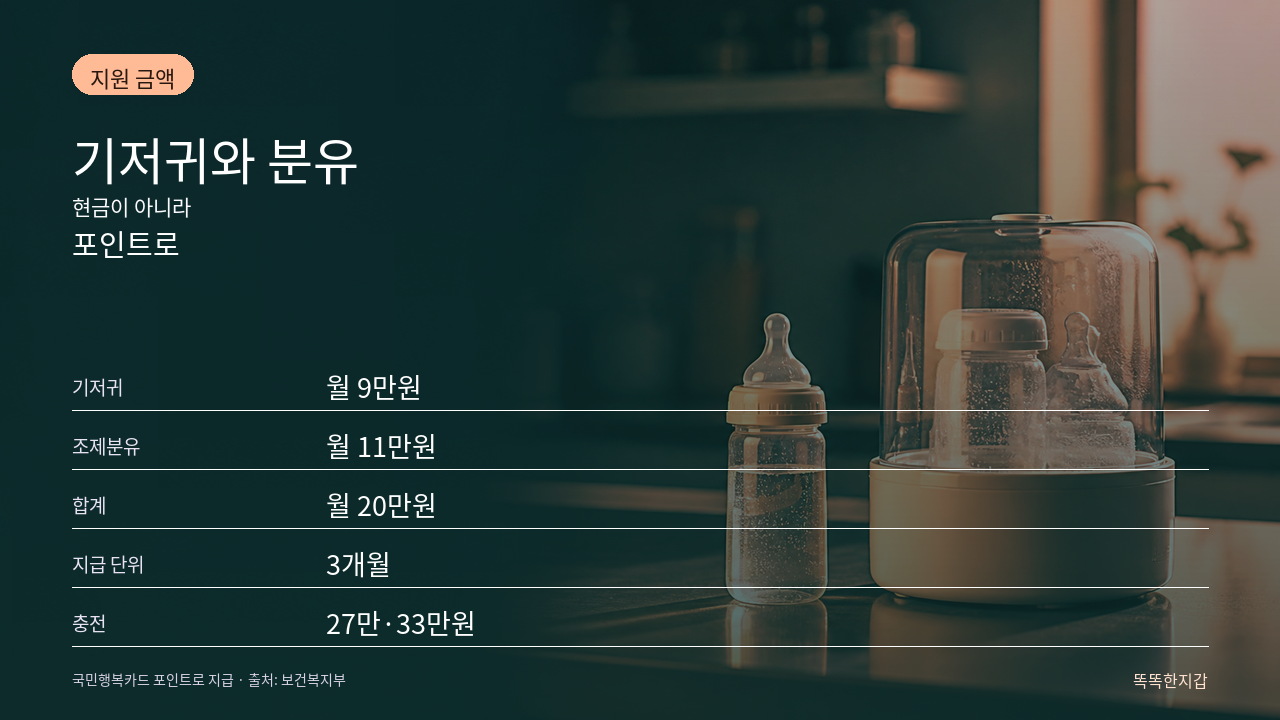 지원 금액
기저귀와 분유
현금이 아니라
포인트로
기저귀 월 9만원
조제분유 월 11만원
합계 월 20만원
지급 단위 3개월
충전 27만·33만원
국민행복카드 포인트로 지급 · 출처: 보건복지부
똑똑한지갑